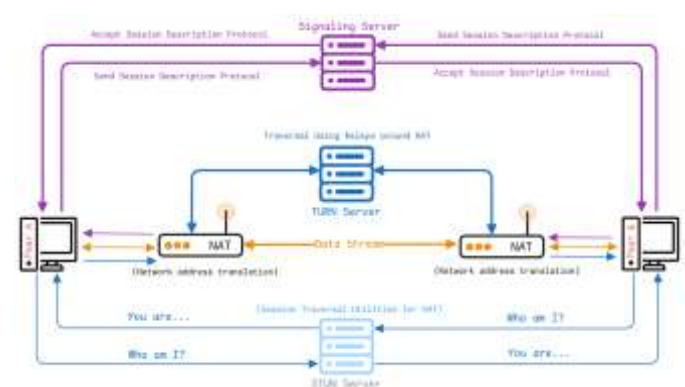 Signaling Server
Accept Session Description Protocol
Send Session Description Protocol
Send Session Description Protocol
Accept Session Description Protocol
Traversal Using Relays around NAT
TURN Server
Peer A
NAT
Data Stream
NAT
Peer B
(Network address translation)
(Network address translation)
(Session Traversal Utilities for NAT)
You are...
Who am I?
Who am I?
You are...
STUN Server